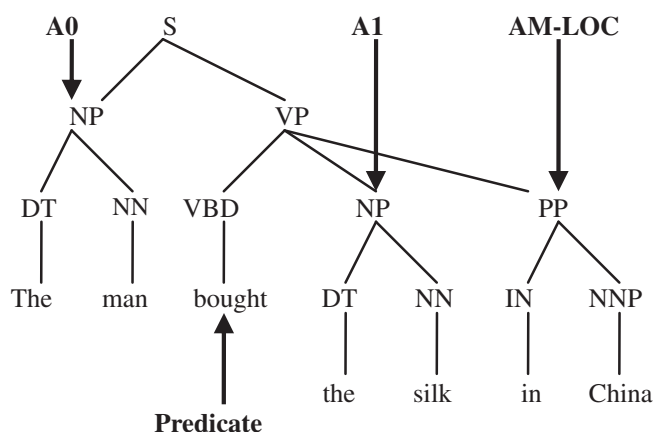 A0 S A1 AM-LOC
NP VP
DT NN VBD NP PP
The man bought DT NN IN NNP
the silk in China
Predicate